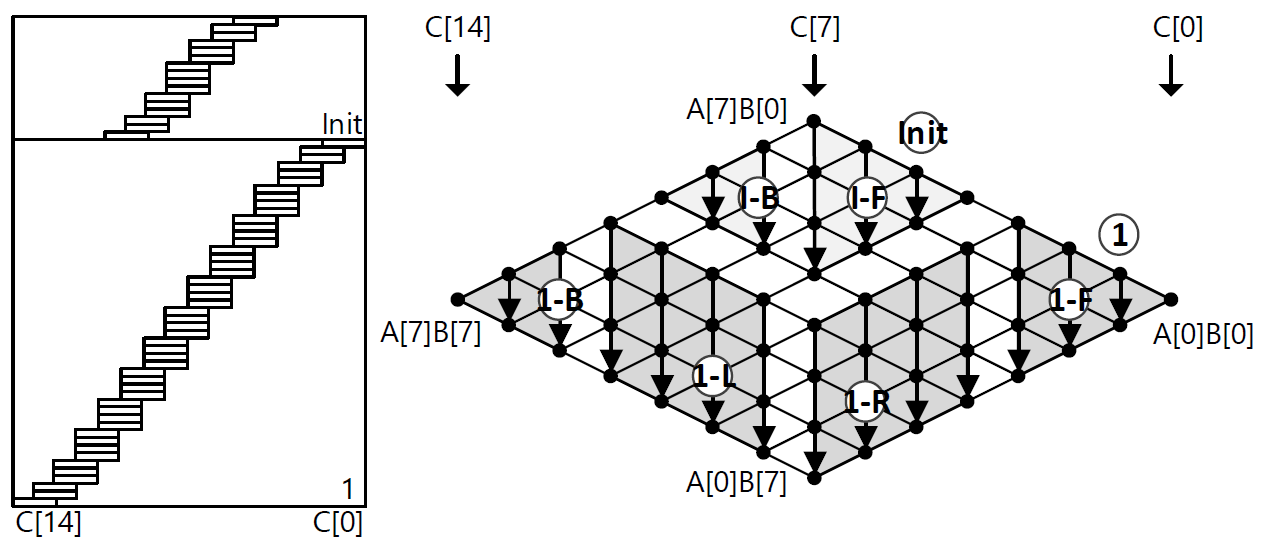 C[14]
C[7]
C[0]
A[7]B[0]
Init
Init
I-B
I-F
1
1-B
1-F
A[7]B[7]
A[0]B[0]
1-L
1-R
A[0]B[7]
1
C[14]
C[0]